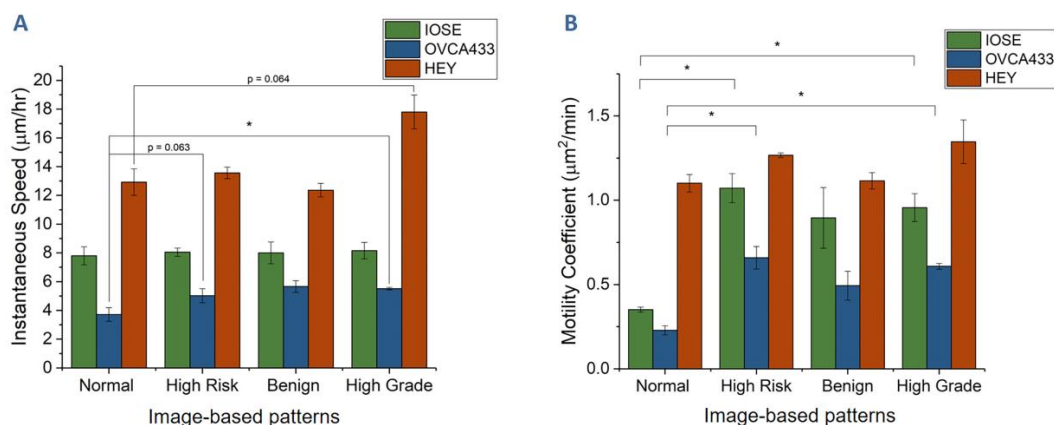 A
IOSE
OVCA433
HEY
20
18
16
14
12
10
8
6
4
2
0
Instantaneous Speed (μm/hr)
p = 0.064
*
p = 0.063
Normal High Risk Benign High Grade
Image-based patterns
B
IOSE
OVCA433
HEY
1.5
1.0
0.5
0.0
Motility Coefficient (μm²/min)
*
*
*
*
Normal High Risk Benign High Grade
Image-based patterns